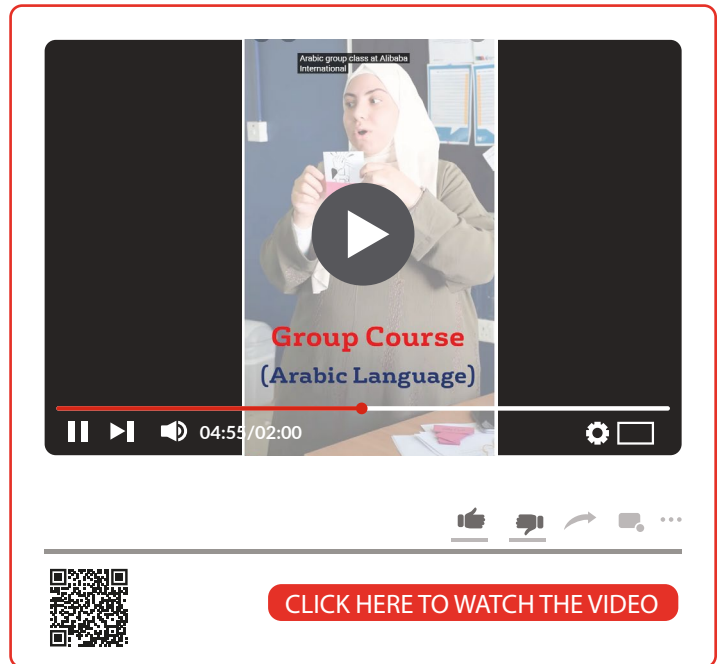 Arabic group class at Alibaba
International
Group Course
(Arabic Language)
04:55/02:00
CLICK HERE TO WATCH THE VIDEO